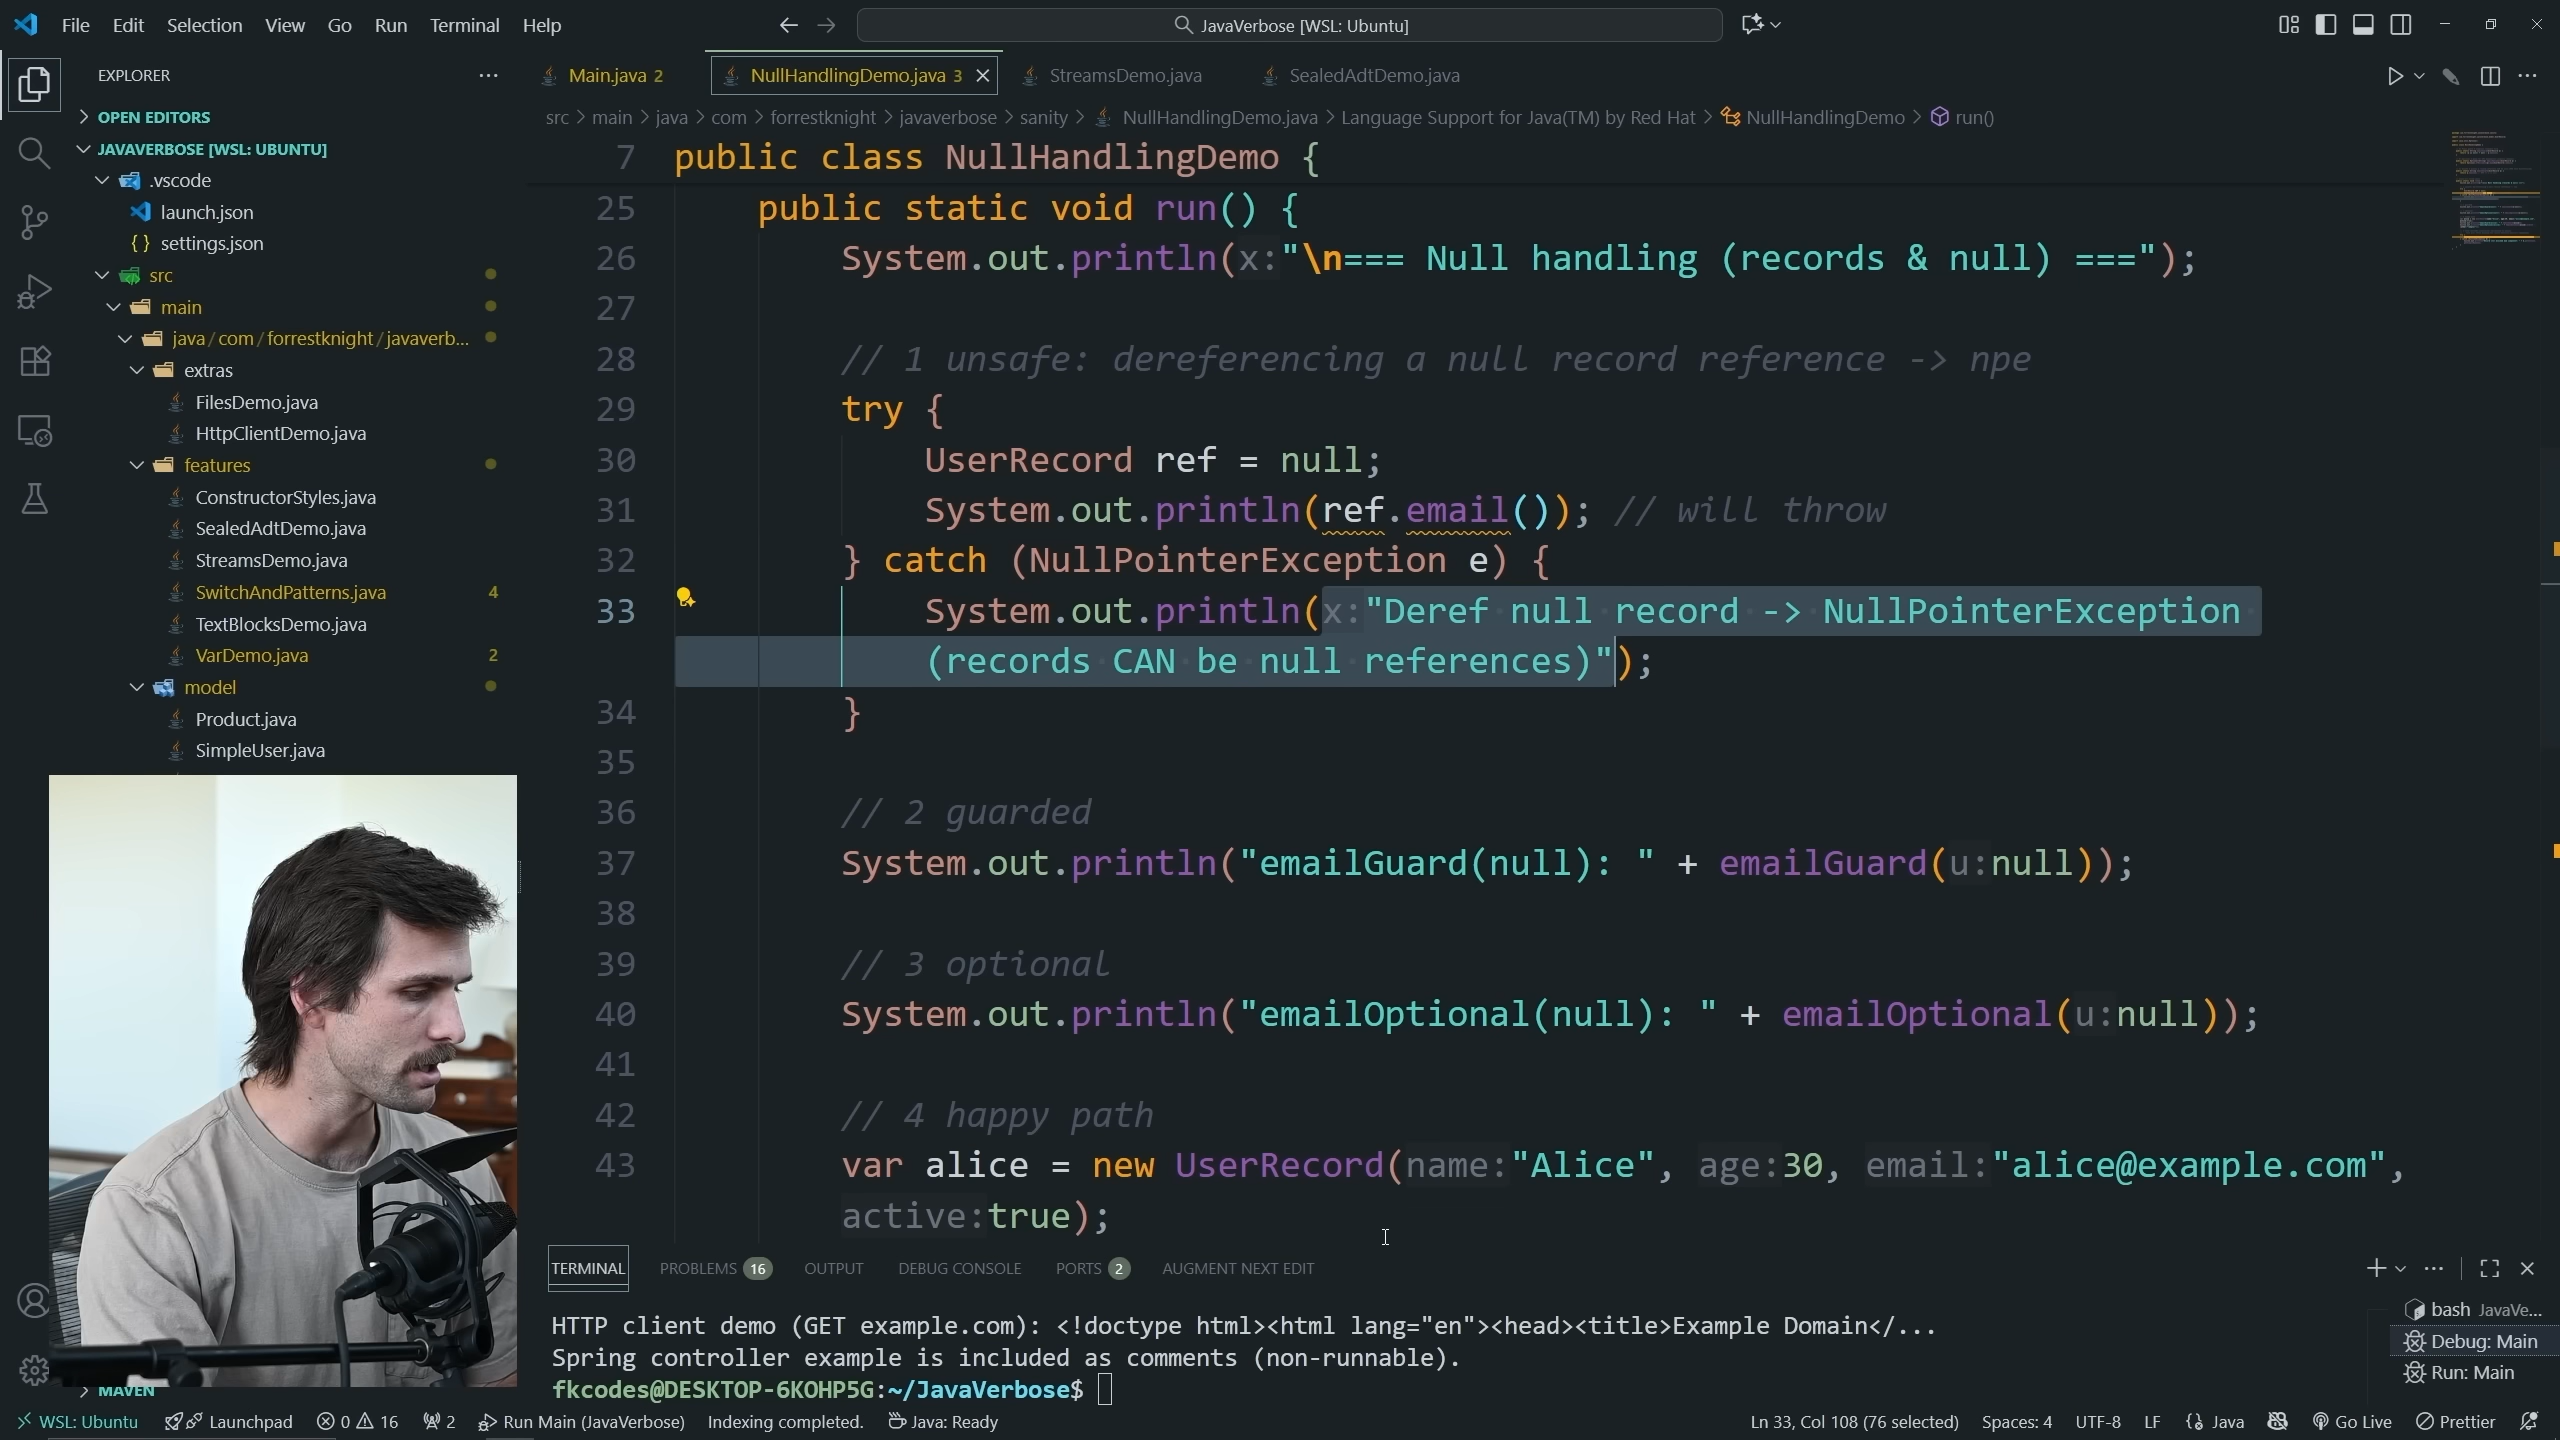 File Edit Selection View Go Run Terminal Help
JavaVerbose [WSL: Ubuntu]
EXPLORER
OPEN EDITORS
JAVAVERBOSE [WSL: UBUNTU]
.vscode
launch.json
settings.json
src
main
java/com/forrestknight/javaverb...
extras
FilesDemo.java
HttpClientDemo.java
features
ConstructorStyles.java
SealedAdtDemo.java
StreamsDemo.java
SwitchAndPatterns.java 4
TextBlocksDemo.java
VarDemo.java 2
model
Product.java
SimpleUser.java
MAVEN
Main.java 2 NullHandlingDemo.java 3 StreamsDemo.java SealedAdtDemo.java
src > main > java > com > forrestknight > javaverbose > sanity > NullHandlingDemo.java > Language Support for Java(TM) by Red Hat > NullHandlingDemo > run()
7 public class NullHandlingDemo {
25 public static void run() {
26 System.out.println(x:"\n=== Null handling (records & null) ===");
27
28 // 1 unsafe: dereferencing a null record reference -> npe
29 try {
30 UserRecord ref = null;
31 System.out.println(ref.email()); // will throw
32 } catch (NullPointerException e) {
33 System.out.println(x:"Deref null record -> NullPointerException
(records CAN be null references)");
34 }
35
36 // 2 guarded
37 System.out.println("emailGuard(null): " + emailGuard(u:null));
38
39 // 3 optional
40 System.out.println("emailOptional(null): " + emailOptional(u:null));
41
42 // 4 happy path
43 var alice = new UserRecord(name:"Alice", age:30, email:"alice@example.com",
active:true);
TERMINAL PROBLEMS 16 OUTPUT DEBUG CONSOLE PORTS 2 AUGMENT NEXT EDIT
HTTP client demo (GET example.com): <!doctype html><html lang="en"><head><title>Example Domain</...
Spring controller example is included as comments (non-runnable).
fkcodes@DESKTOP-6KOHP5G:~/JavaVerbose$
bash JavaVe...
Debug: Main
Run: Main
WSL: Ubuntu Launchpad 0 16 2 Run Main (JavaVerbose) Indexing completed. Java: Ready Ln 33, Col 108 (76 selected) Spaces: 4 UTF-8 LF Java Go Live Prettier